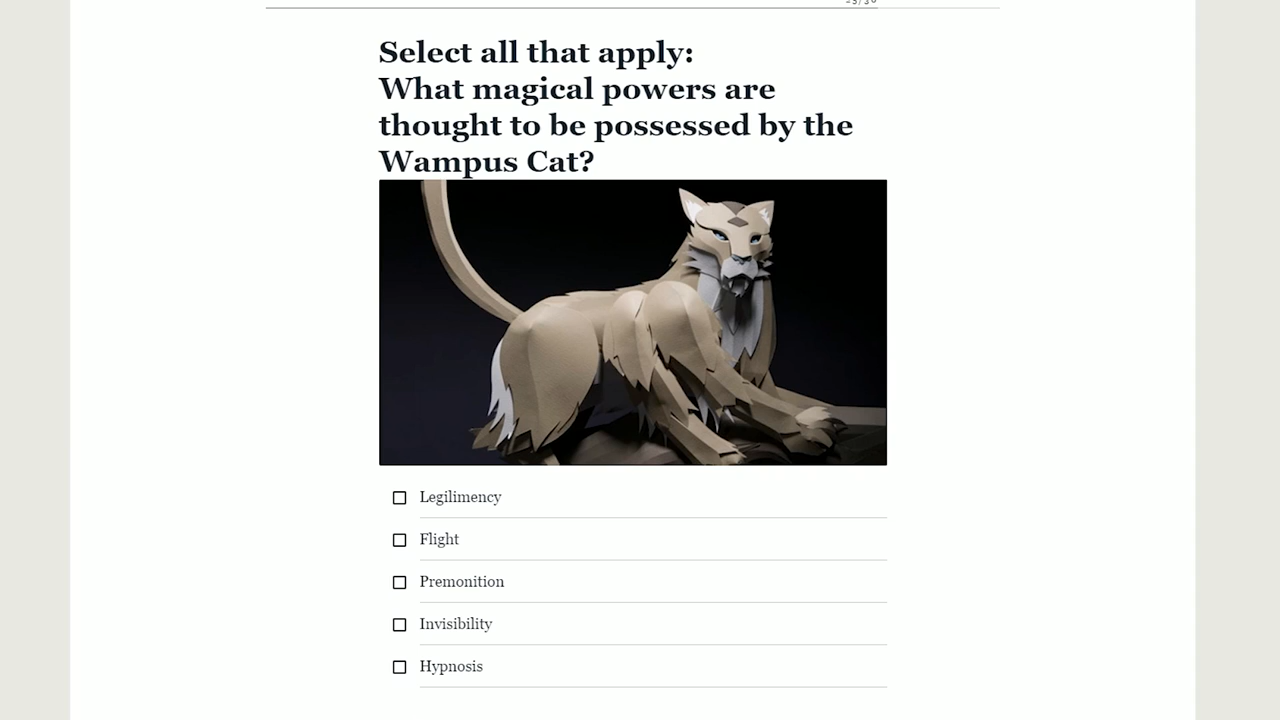 Select all that apply:
What magical powers are
thought to be possessed by the
Wampus Cat?
Legilimency
Flight
Premonition
Invisibility
Hypnosis